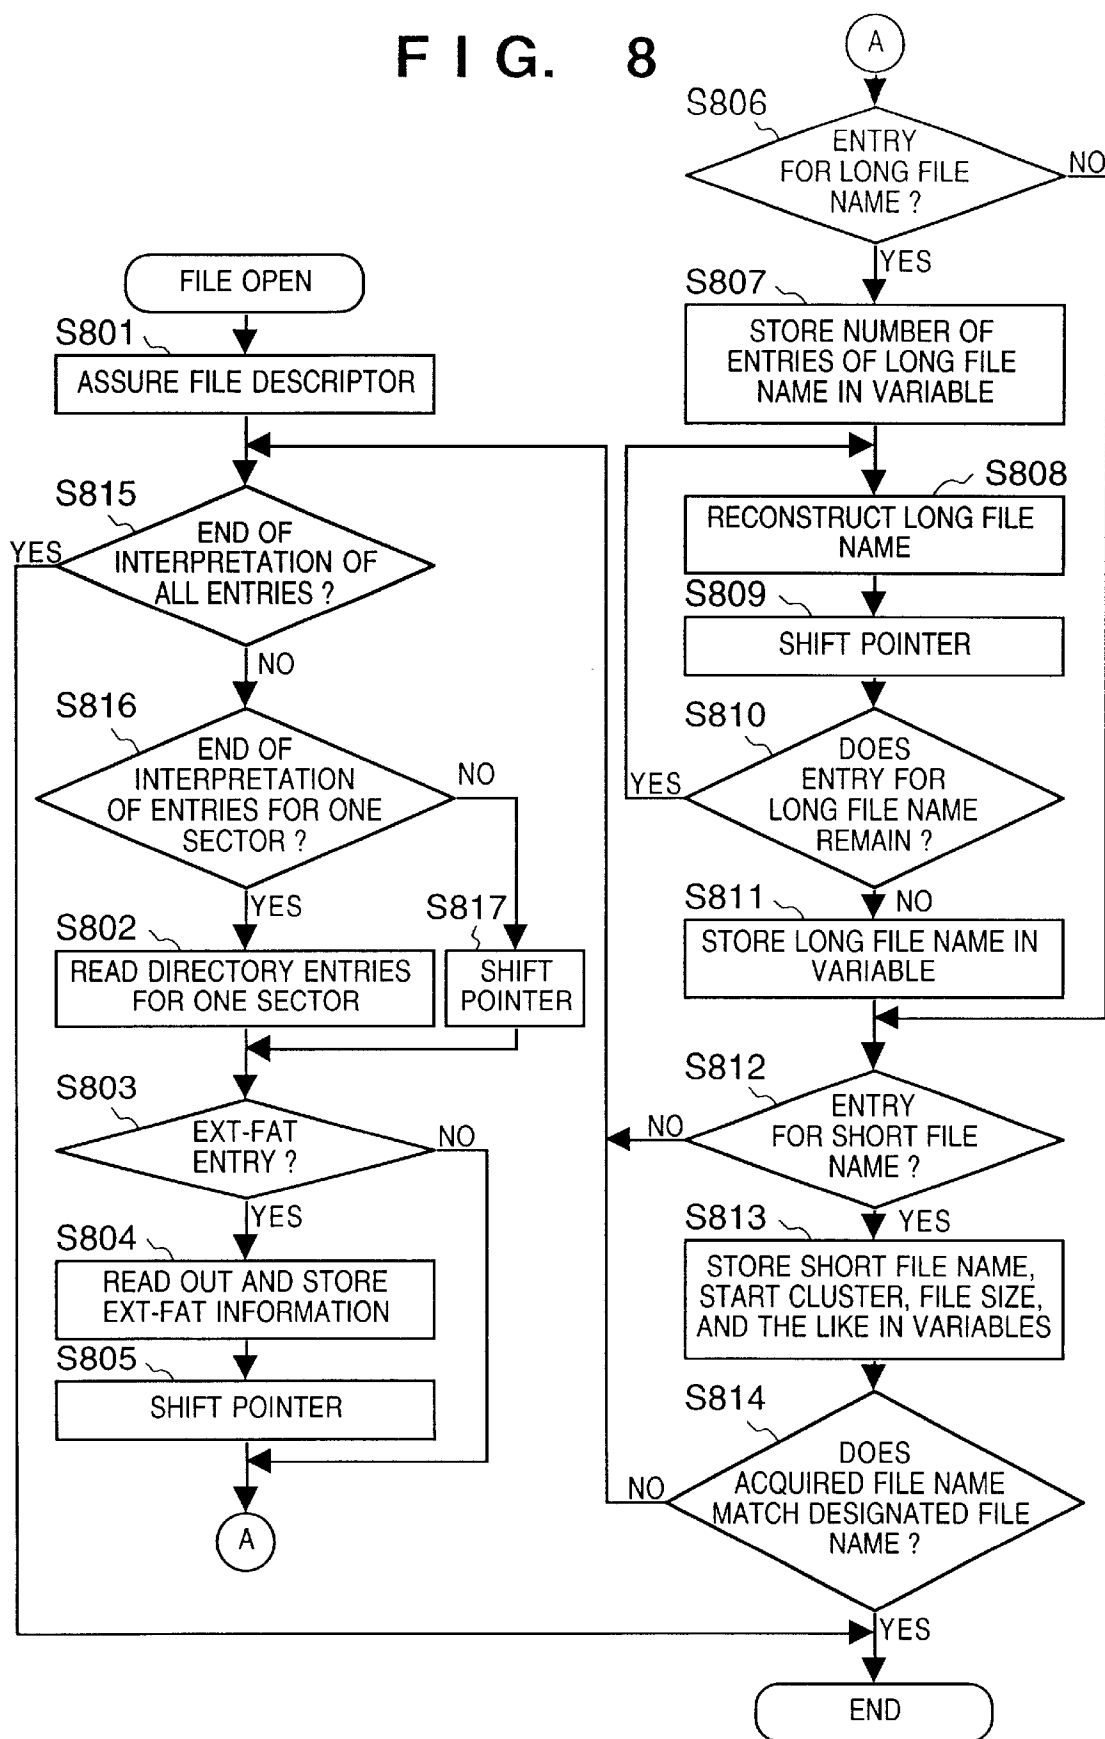 FIG. 8
FILE OPEN
S801
ASSURE FILE DESCRIPTOR
S815
END OF
INTERPRETATION OF
ALL ENTRIES ?
YES
NO
S816
END OF
INTERPRETATION
OF ENTRIES FOR ONE
SECTOR ?
NO
YES
S802
READ DIRECTORY ENTRIES
FOR ONE SECTOR
S817
SHIFT
POINTER
S803
EXT-FAT
ENTRY ?
NO
YES
S804
READ OUT AND STORE
EXT-FAT INFORMATION
S805
SHIFT POINTER
A
A
S806
ENTRY
FOR LONG FILE
NAME ?
NO
YES
S807
STORE NUMBER OF
ENTRIES OF LONG FILE
NAME IN VARIABLE
S808
RECONSTRUCT LONG FILE
NAME
S809
SHIFT POINTER
S810
DOES
ENTRY FOR
LONG FILE NAME
REMAIN ?
YES
NO
S811
STORE LONG FILE NAME IN
VARIABLE
S812
ENTRY
FOR SHORT FILE
NAME ?
NO
YES
S813
STORE SHORT FILE NAME,
START CLUSTER, FILE SIZE,
AND THE LIKE IN VARIABLES
S814
DOES
ACQUIRED FILE NAME
MATCH DESIGNATED FILE
NAME ?
NO
YES
END